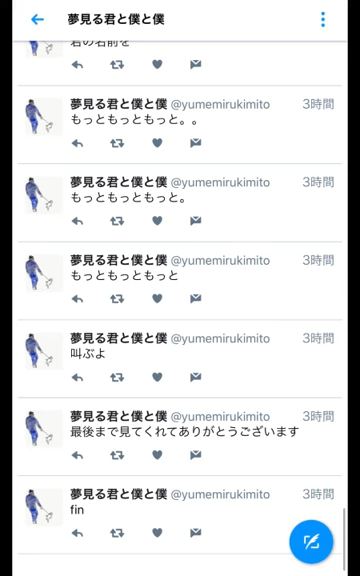 夢見る君と僕と僕
君の名前を
夢見る君と僕と僕 @yumemirukimito 3時間
もっともっともっと。。
夢見る君と僕と僕 @yumemirukimito 3時間
もっともっともっと。
夢見る君と僕と僕 @yumemirukimito 3時間
もっともっともっと
夢見る君と僕と僕 @yumemirukimito 3時間
叫ぶよ
夢見る君と僕と僕 @yumemirukimito 3時間
最後まで見てくれてありがとうございます
夢見る君と僕と僕 @yumemirukimito 3時間
fin